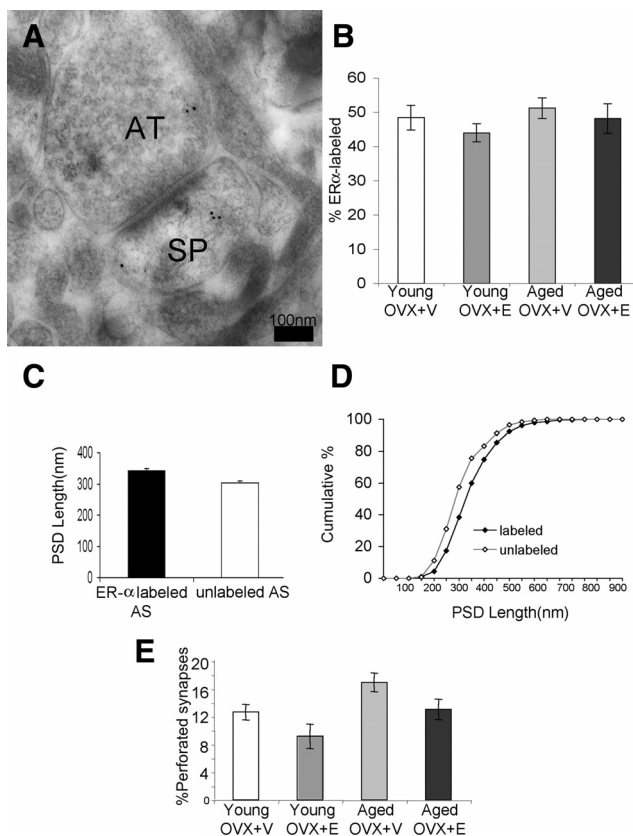 A
AT
SP
100nm
B
% ERα-labeled
60
50
40
30
20
10
0
Young OVX+V
Young OVX+E
Aged OVX+V
Aged OVX+E
C
PSD Length(nm)
400
300
200
100
0
ER-α labeled AS
unlabeled AS
D
Cumulative %
100
80
60
40
20
0
labeled
unlabeled
100 200 300 400 500 600 700 800 900
PSD Length(nm)
E
%Perforated synapses
20
16
12
8
4
0
Young OVX+V
Young OVX+E
Aged OVX+V
Aged OVX+E